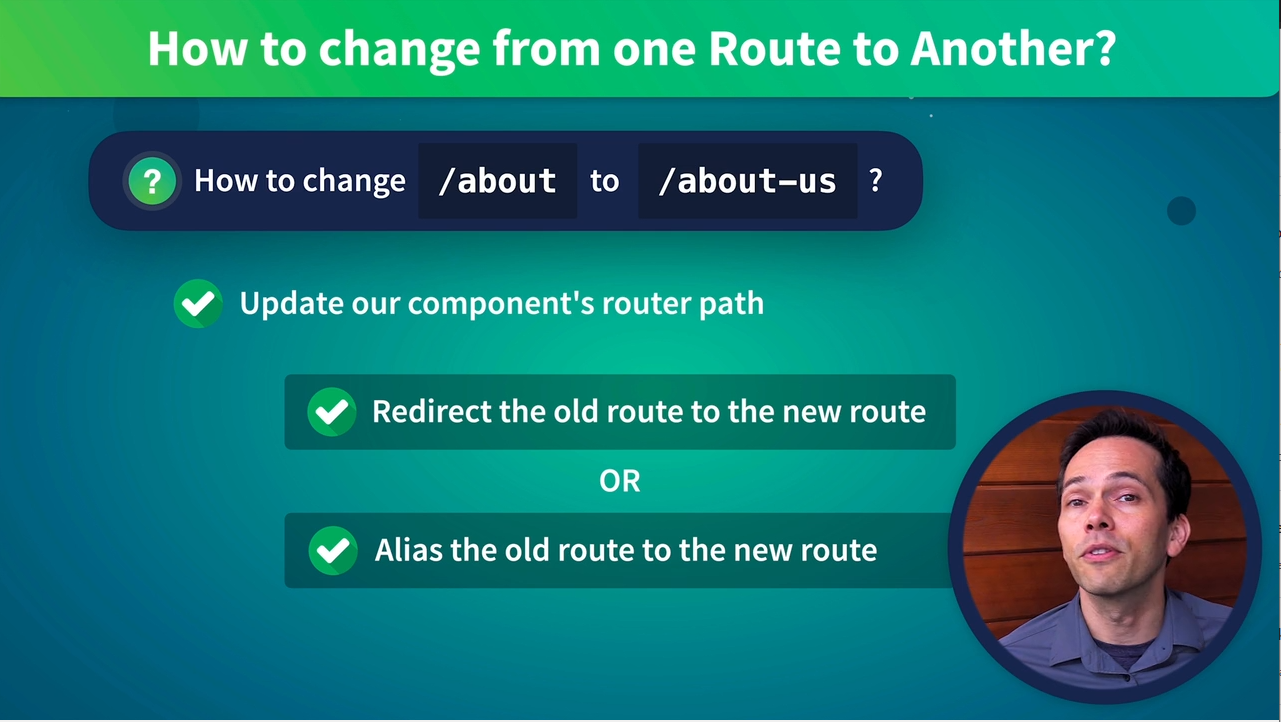 How to change from one Route to Another?
? How to change /about to /about-us ?
Update our component's router path
Redirect the old route to the new route
OR
Alias the old route to the new route